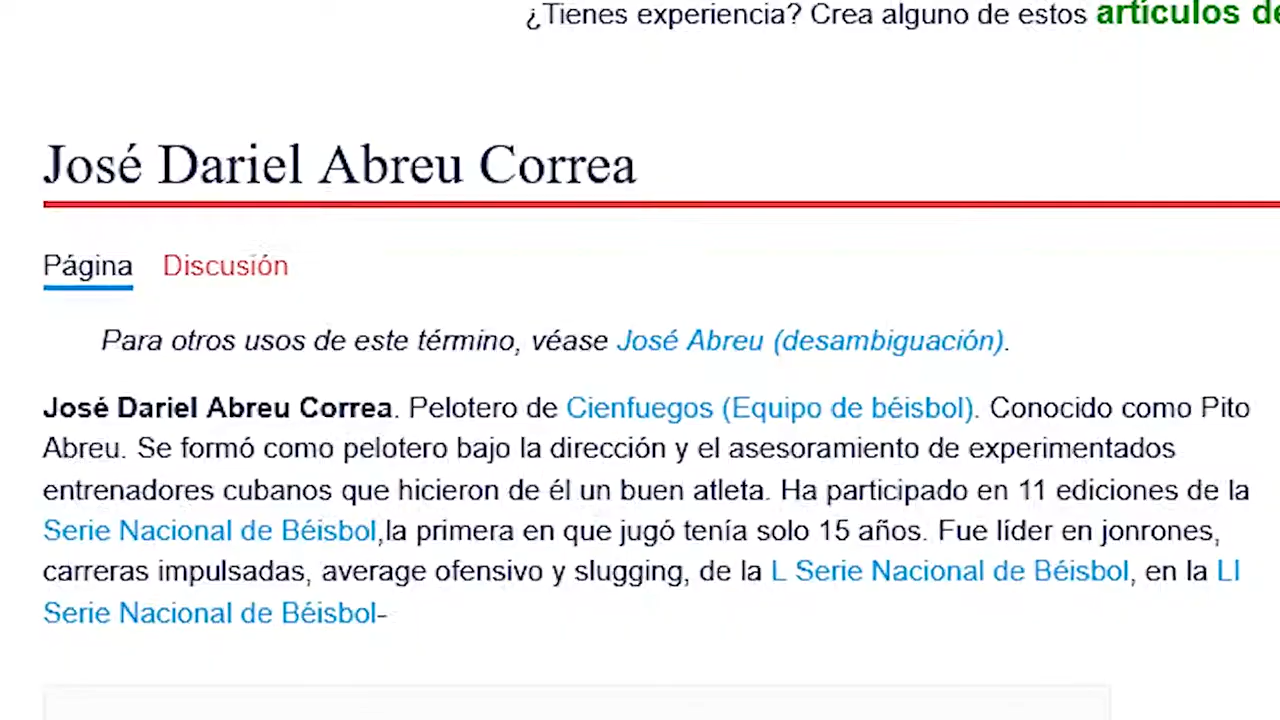 ¿Tienes experiencia? Crea alguno de estos artículos de
José Dariel Abreu Correa
Página Discusión
Para otros usos de este término, véase José Abreu (desambiguación).
José Dariel Abreu Correa. Pelotero de Cienfuegos (Equipo de béisbol). Conocido como Pito
Abreu. Se formó como pelotero bajo la dirección y el asesoramiento de experimentados
entrenadores cubanos que hicieron de él un buen atleta. Ha participado en 11 ediciones de la
Serie Nacional de Béisbol,la primera en que jugó tenía solo 15 años. Fue líder en jonrones,
carreras impulsadas, average ofensivo y slugging, de la L Serie Nacional de Béisbol, en la LI
Serie Nacional de Béisbol-